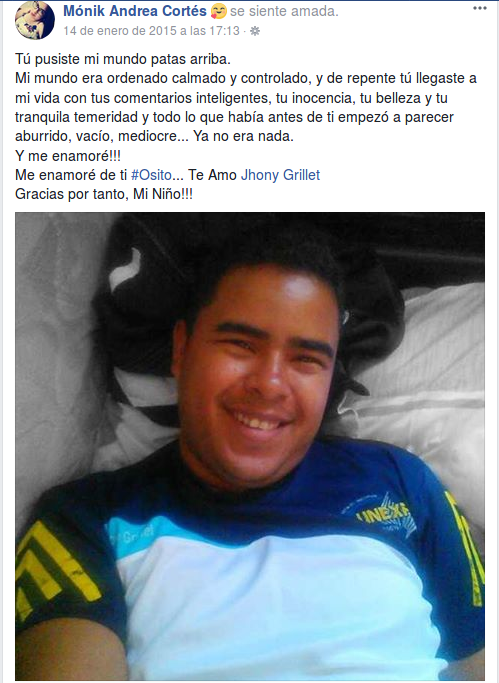 Mónik Andrea Cortés 🥰 se siente amada.
14 de enero de 2015 a las 17:13 ·
Tú pusiste mi mundo patas arriba.
Mi mundo era ordenado calmado y controlado, y de repente tú llegaste a
mi vida con tus comentarios inteligentes, tu inocencia, tu belleza y tu
tranquila temeridad y todo lo que había antes de ti empezó a parecer
aburrido, vacío, mediocre... Ya no era nada.
Y me enamoré!!!
Me enamoré de ti #Osito... Te Amo Jhony Grillet
Gracias por tanto, Mi Niño!!!